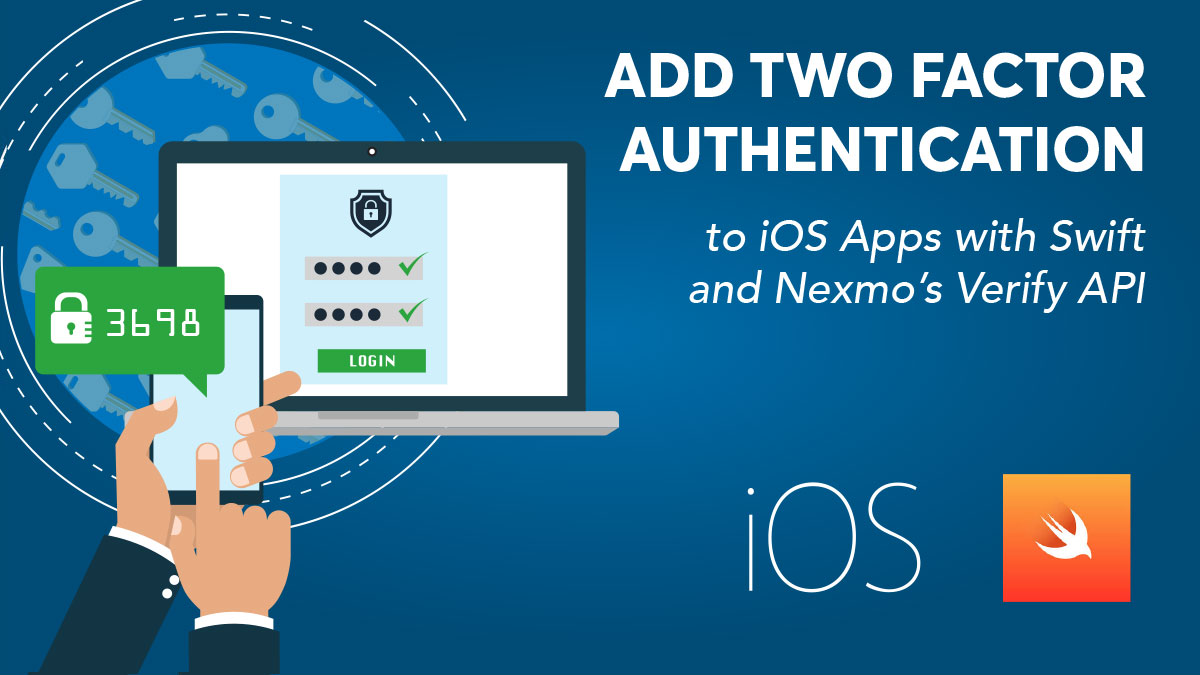 ADD TWO FACTOR
AUTHENTICATION
to iOS Apps with Swift
and Nexmo’s Verify API
3698
LOGIN
iOS